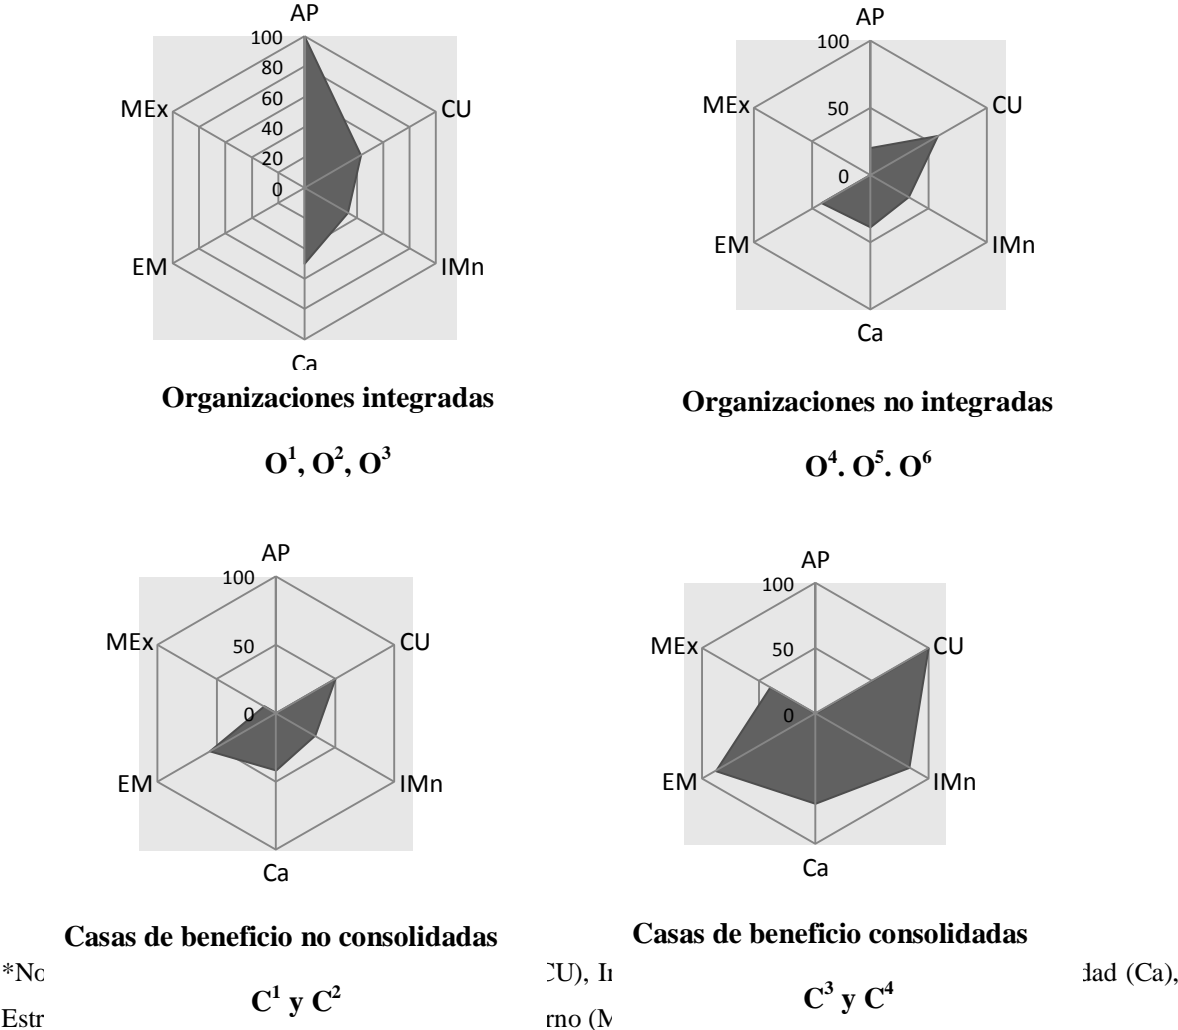 AP
100
80
60
40
20
0
MEx
CU
EM
IMn
Ca
Organizaciones integradas
O¹, O², O³
AP
100
50
0
MEx
CU
EM
IMn
Ca
Organizaciones no integradas
O⁴. O⁵. O⁶
AP
100
50
0
MEx
CU
EM
IMn
Ca
Casas de beneficio no consolidadas
C¹ y C²
AP
100
50
0
MEx
CU
EM
IMn
Ca
Casas de beneficio consolidadas
C³ y C⁴
(Ca),